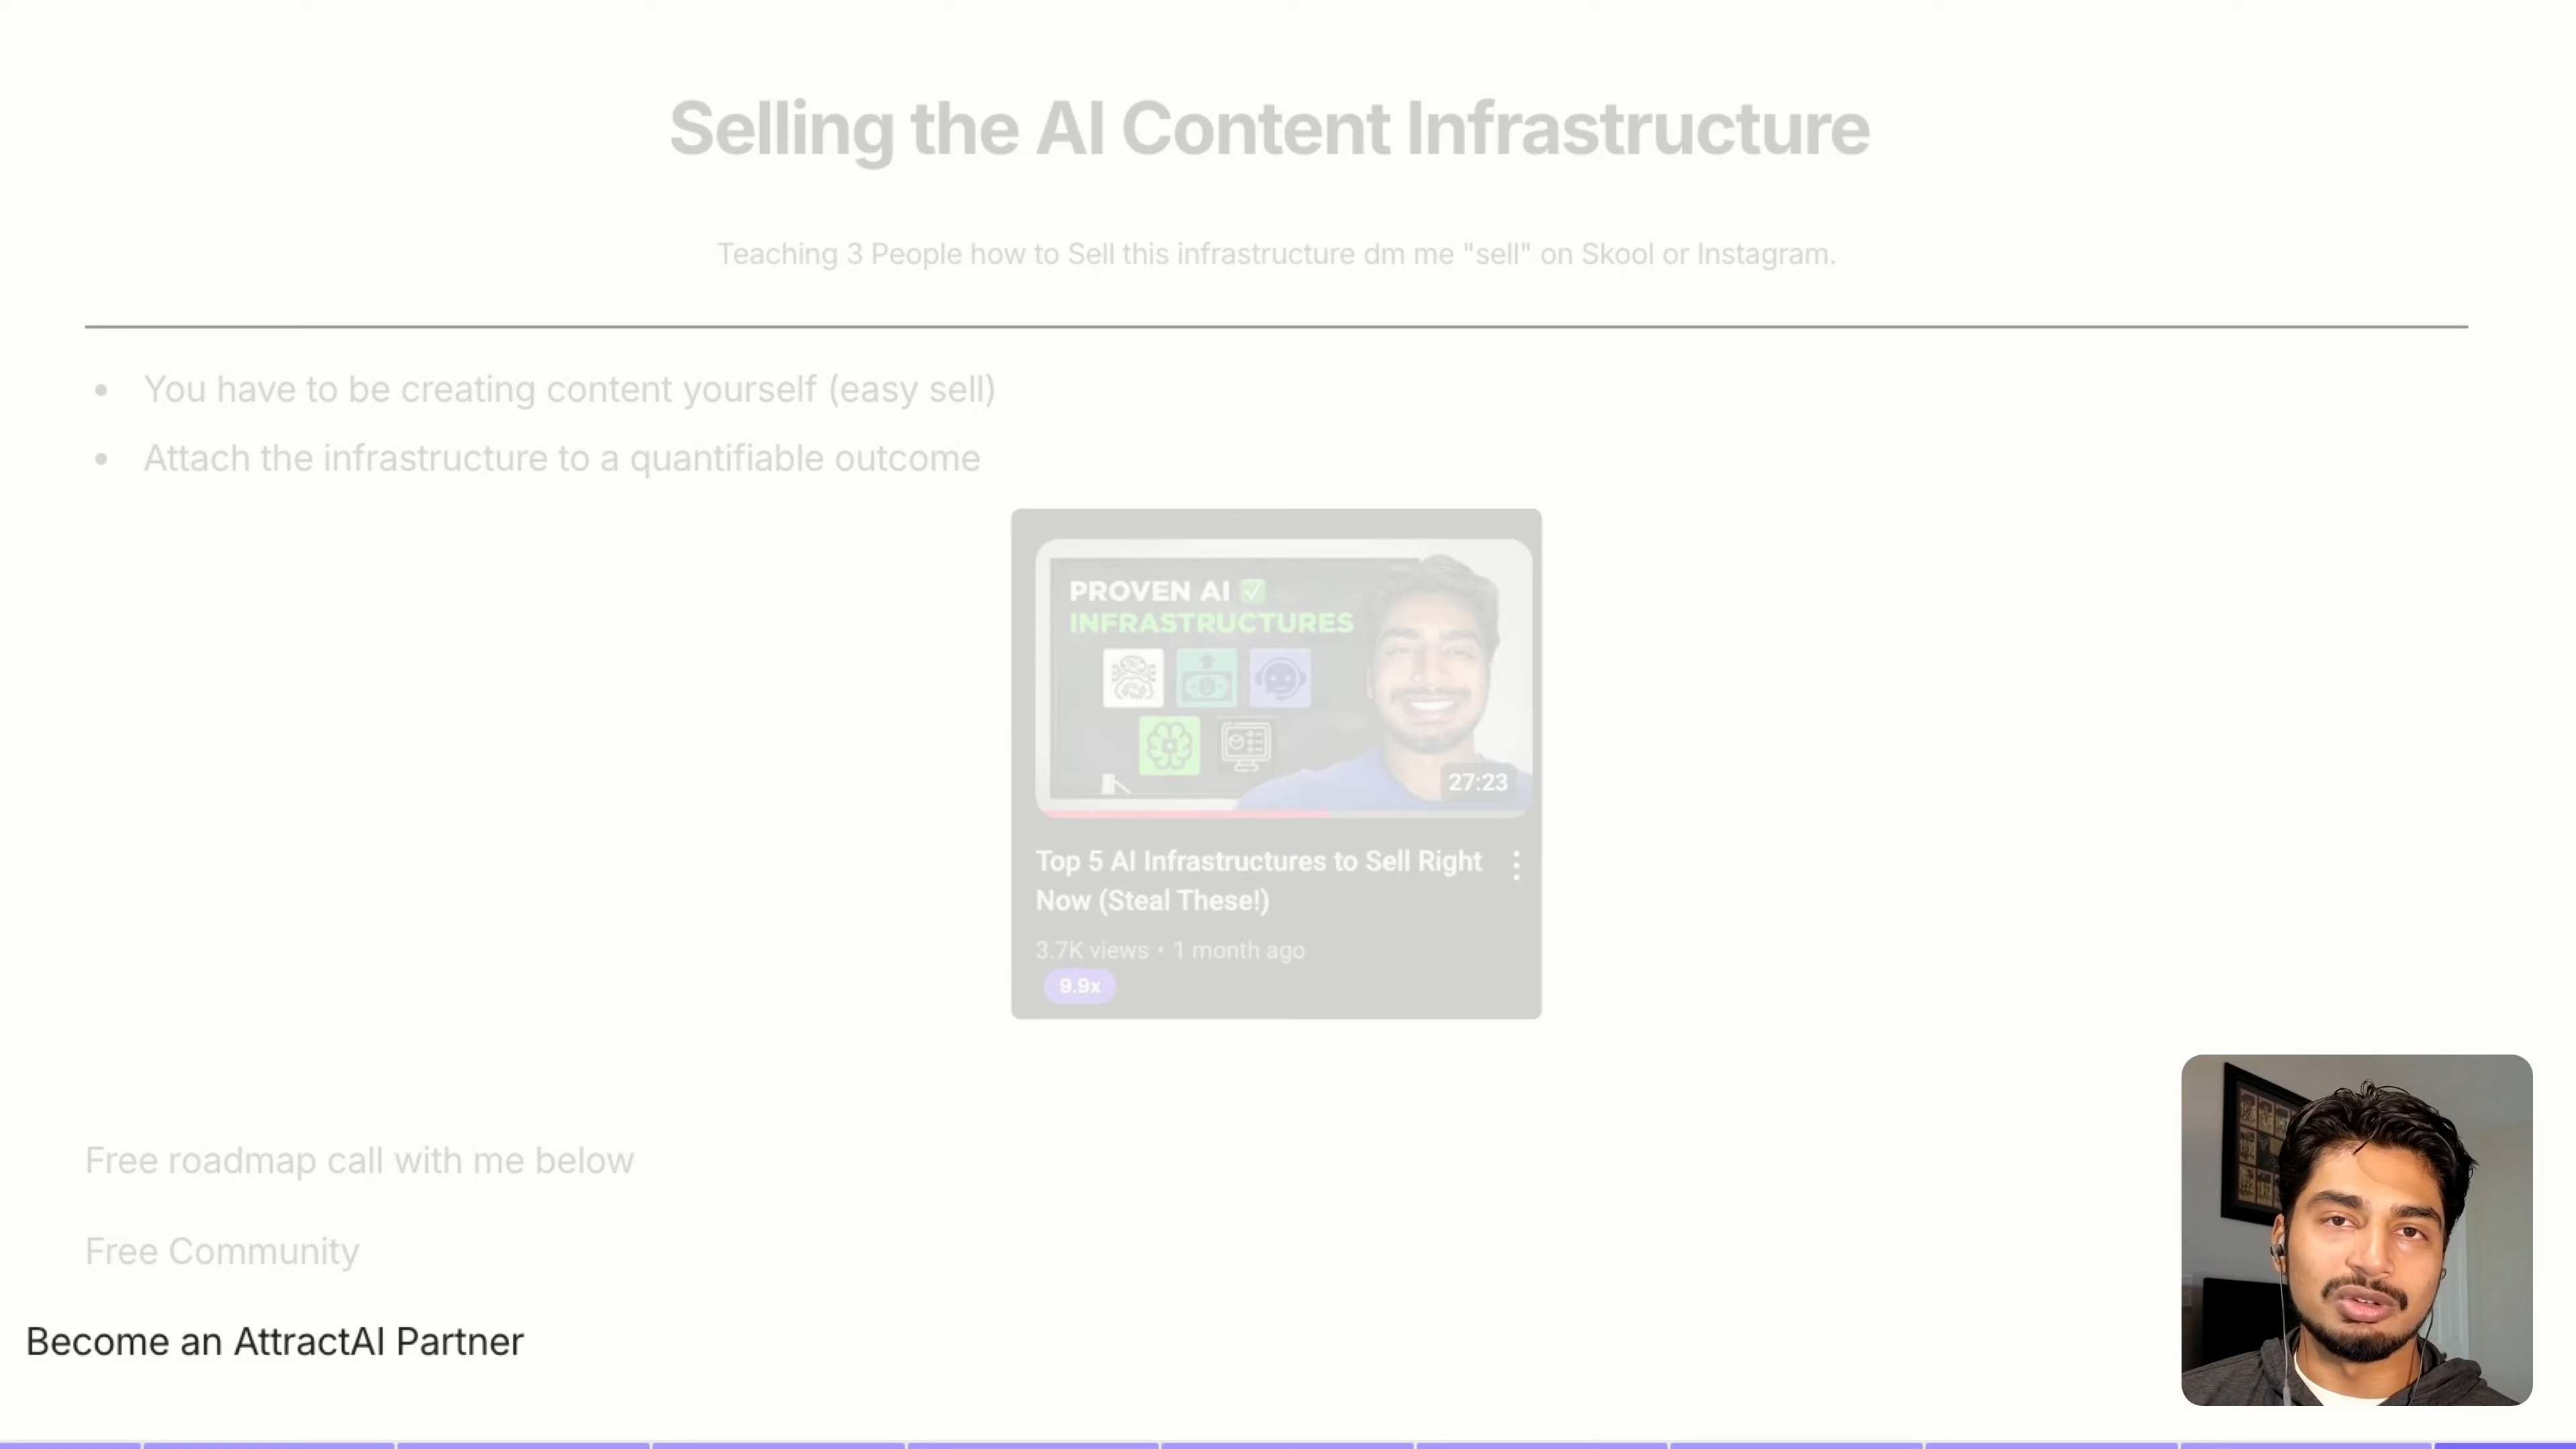 Selling the AI Content Infrastructure
Teaching 3 People how to Sell this infrastructure dm me "sell" on Skool or Instagram.
• You have to be creating content yourself (easy sell)
• Attach the infrastructure to a quantifiable outcome
PROVEN AI ✅
INFRASTRUCTURES
27:23
Top 5 AI Infrastructures to Sell Right
Now (Steal These!)
3.7K views • 1 month ago
9.9x
Free roadmap call with me below
Free Community
Become an AttractAI Partner